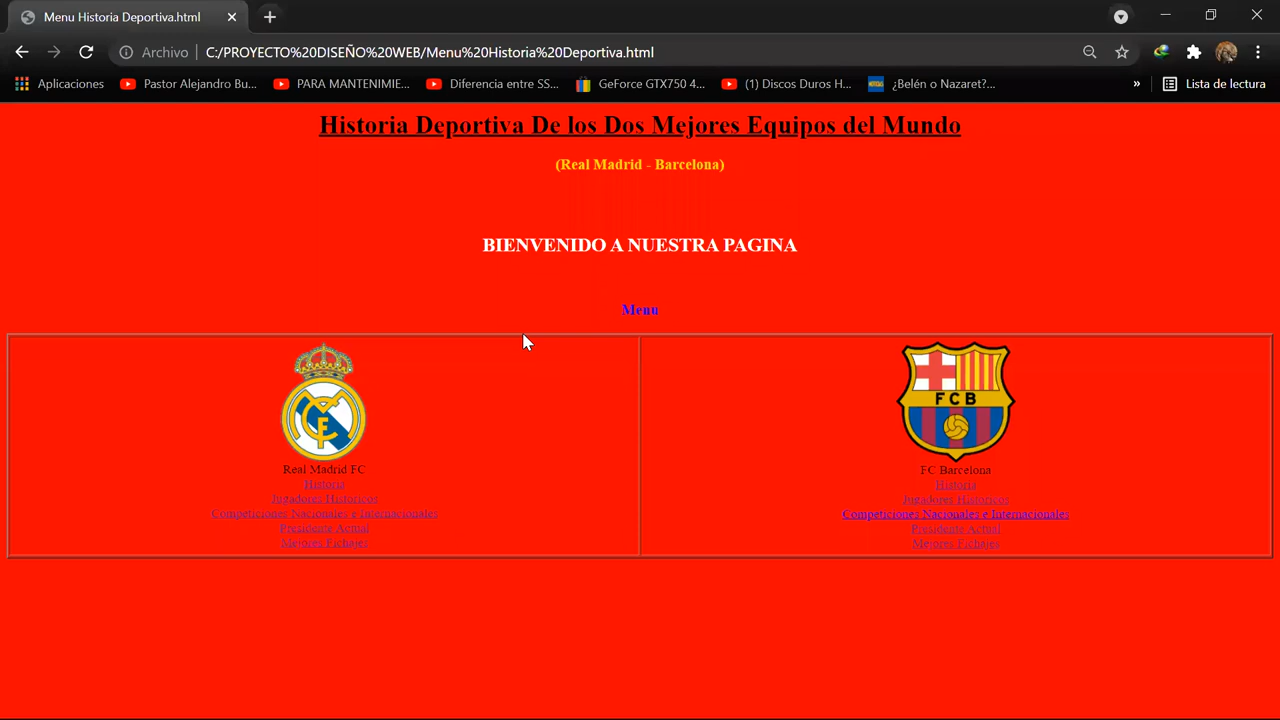 Menu Historia Deportiva.html
Archivo C:/PROYECTO%20DISEÑO%20WEB/Menu%20Historia%20Deportiva.html
Aplicaciones Pastor Alejandro Bu... PARA MANTENIMIE... Diferencia entre SS... GeForce GTX750 4... (1) Discos Duros H... ¿Belén o Nazaret?... » Lista de lectura
Historia Deportiva De los Dos Mejores Equipos del Mundo
(Real Madrid - Barcelona)
BIENVENIDO A NUESTRA PAGINA
Menu
FCB
Real Madrid FC
Historia
Jugadores Historicos
Competiciones Nacionales e Internacionales
Presidente Actual
Mejores Fichajes
FC Barcelona
Historia
Jugadores Historicos
Competiciones Nacionales e Internacionales
Presidente Actual
Mejores Fichajes